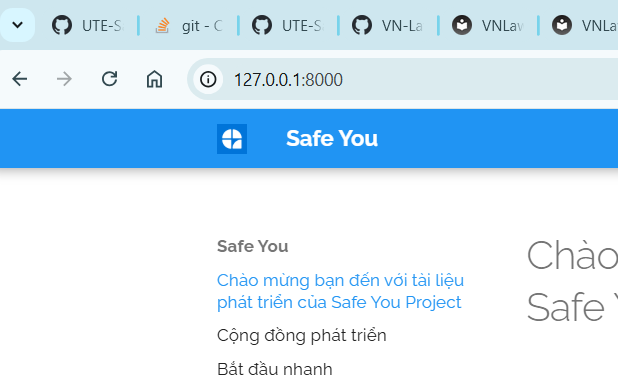 UTE-S
git - C
UTE-S
VN-La
VNLaw
VNLa
127.0.0.1:8000
Safe You
Safe You
Chào mừng bạn đến với tài liệu
phát triển của Safe You Project
Cộng đồng phát triển
Bắt đầu nhanh
Chào
Safe Y